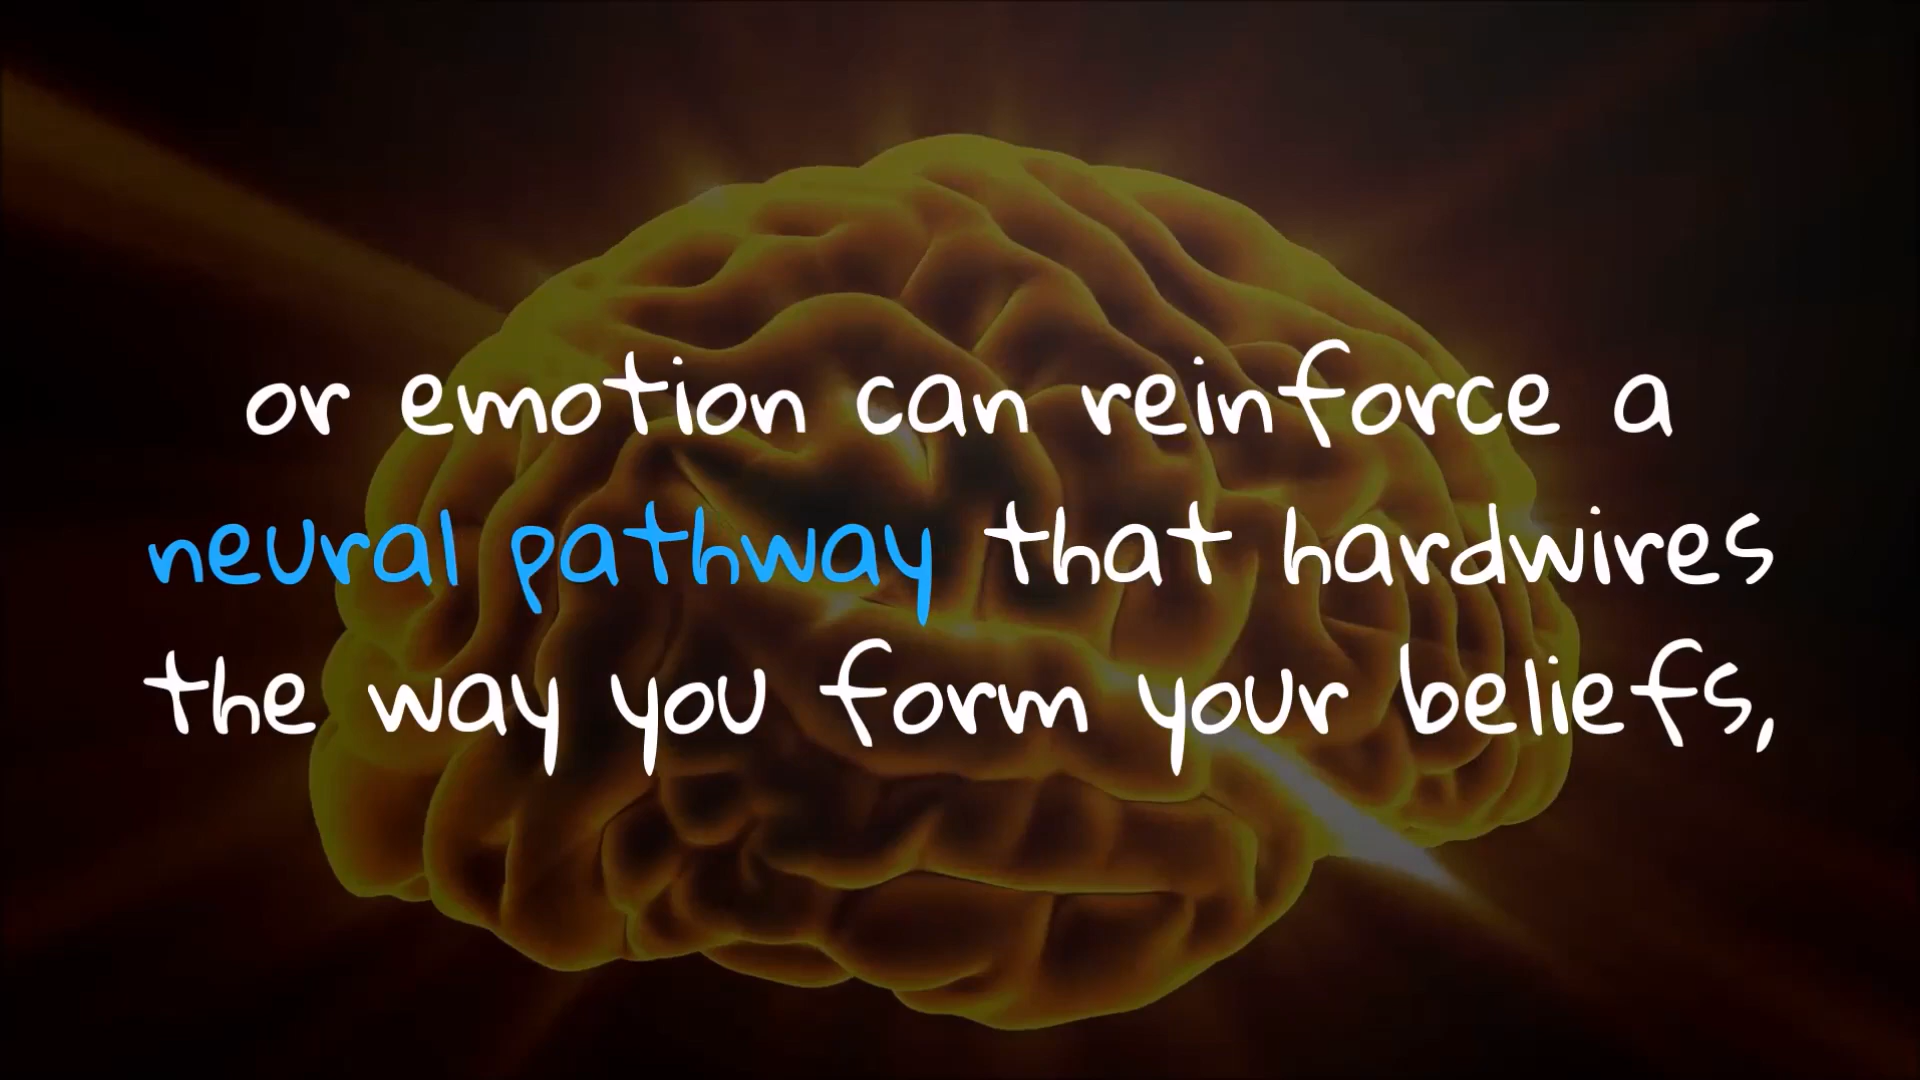 or emotion can reinforce a
neural pathway that hardwires
the way you form your beliefs,